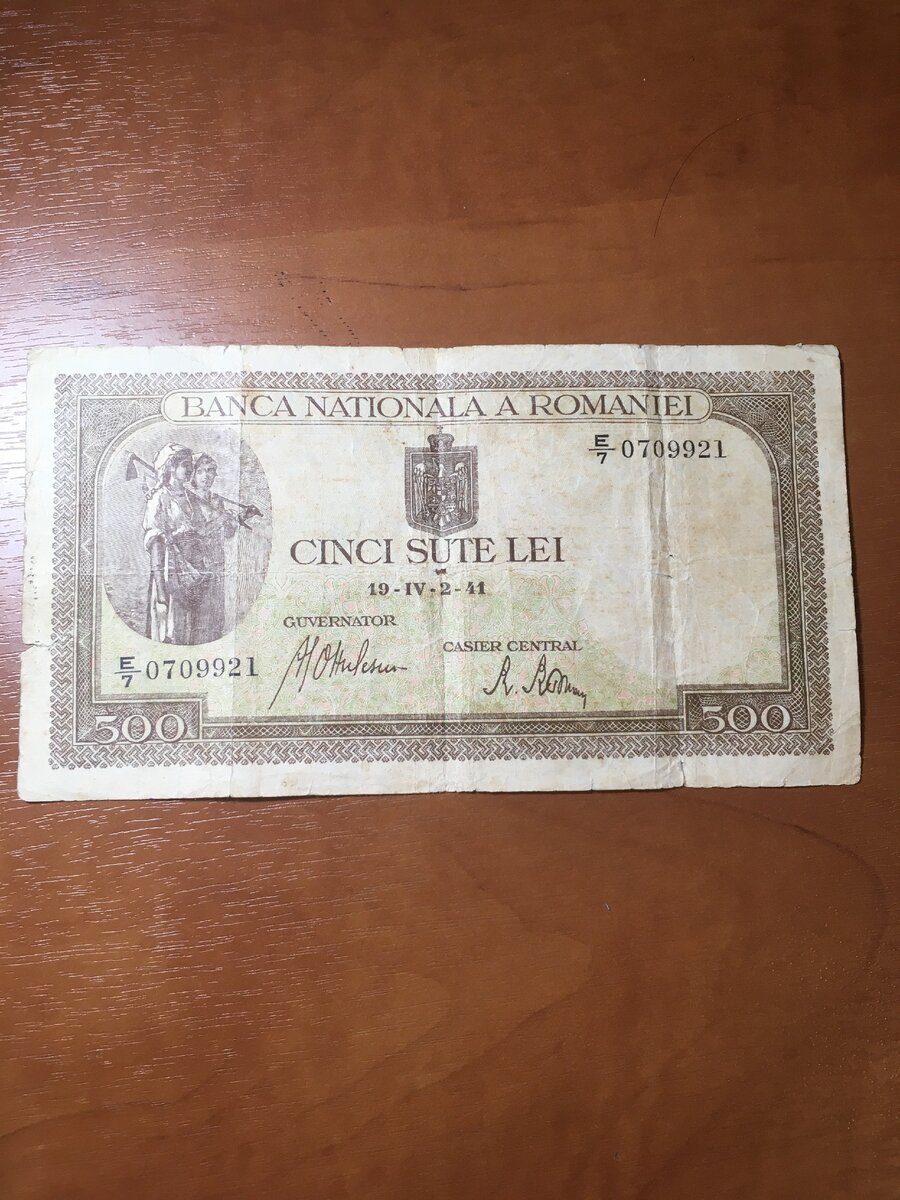 BANCA NATIONALA A ROMANIEI
E/7 0709921
CINCI SUTE LEI
19-IV-2-41
GUVERNATOR
CASIER CENTRAL
E/7 0709921
500
500